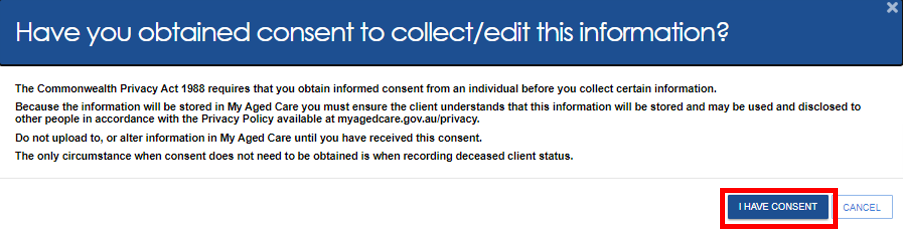 Have you obtained consent to collect/edit this information?
The Commonwealth Privacy Act 1988 requires that you obtain informed consent from an individual before you collect certain information.
Because the information will be stored in My Aged Care you must ensure the client understands that this information will be stored and may be used and disclosed to
other people in accordance with the Privacy Policy available at myagedcare.gov.au/privacy.
Do not upload to, or alter information in My Aged Care until you have received this consent.
The only circumstance when consent does not need to be obtained is when recording deceased client status.
I HAVE CONSENT CANCEL